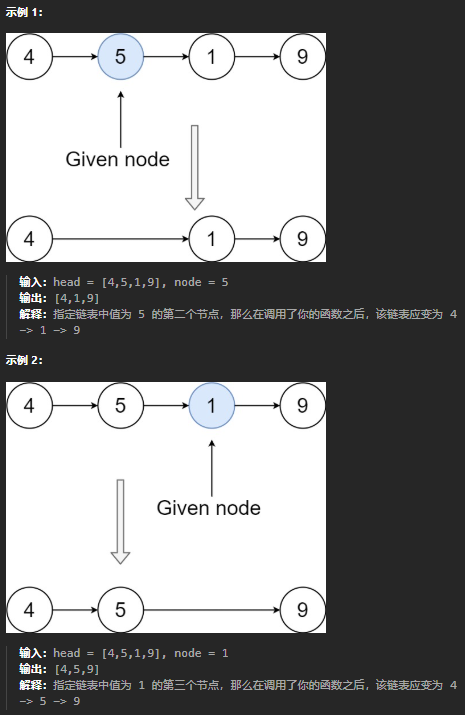 示例 1：
4 5 1 9
Given node
4 1 9
输入：head = [4,5,1,9], node = 5
输出：[4,1,9]
解释：指定链表中值为 5 的第二个节点，那么在调用了你的函数之后，该链表应变为 4
-> 1 -> 9
示例 2：
4 5 1 9
Given node
4 5 9
输入：head = [4,5,1,9], node = 1
输出：[4,5,9]
解释：指定链表中值为 1 的第三个节点，那么在调用了你的函数之后，该链表应变为 4
-> 5 -> 9